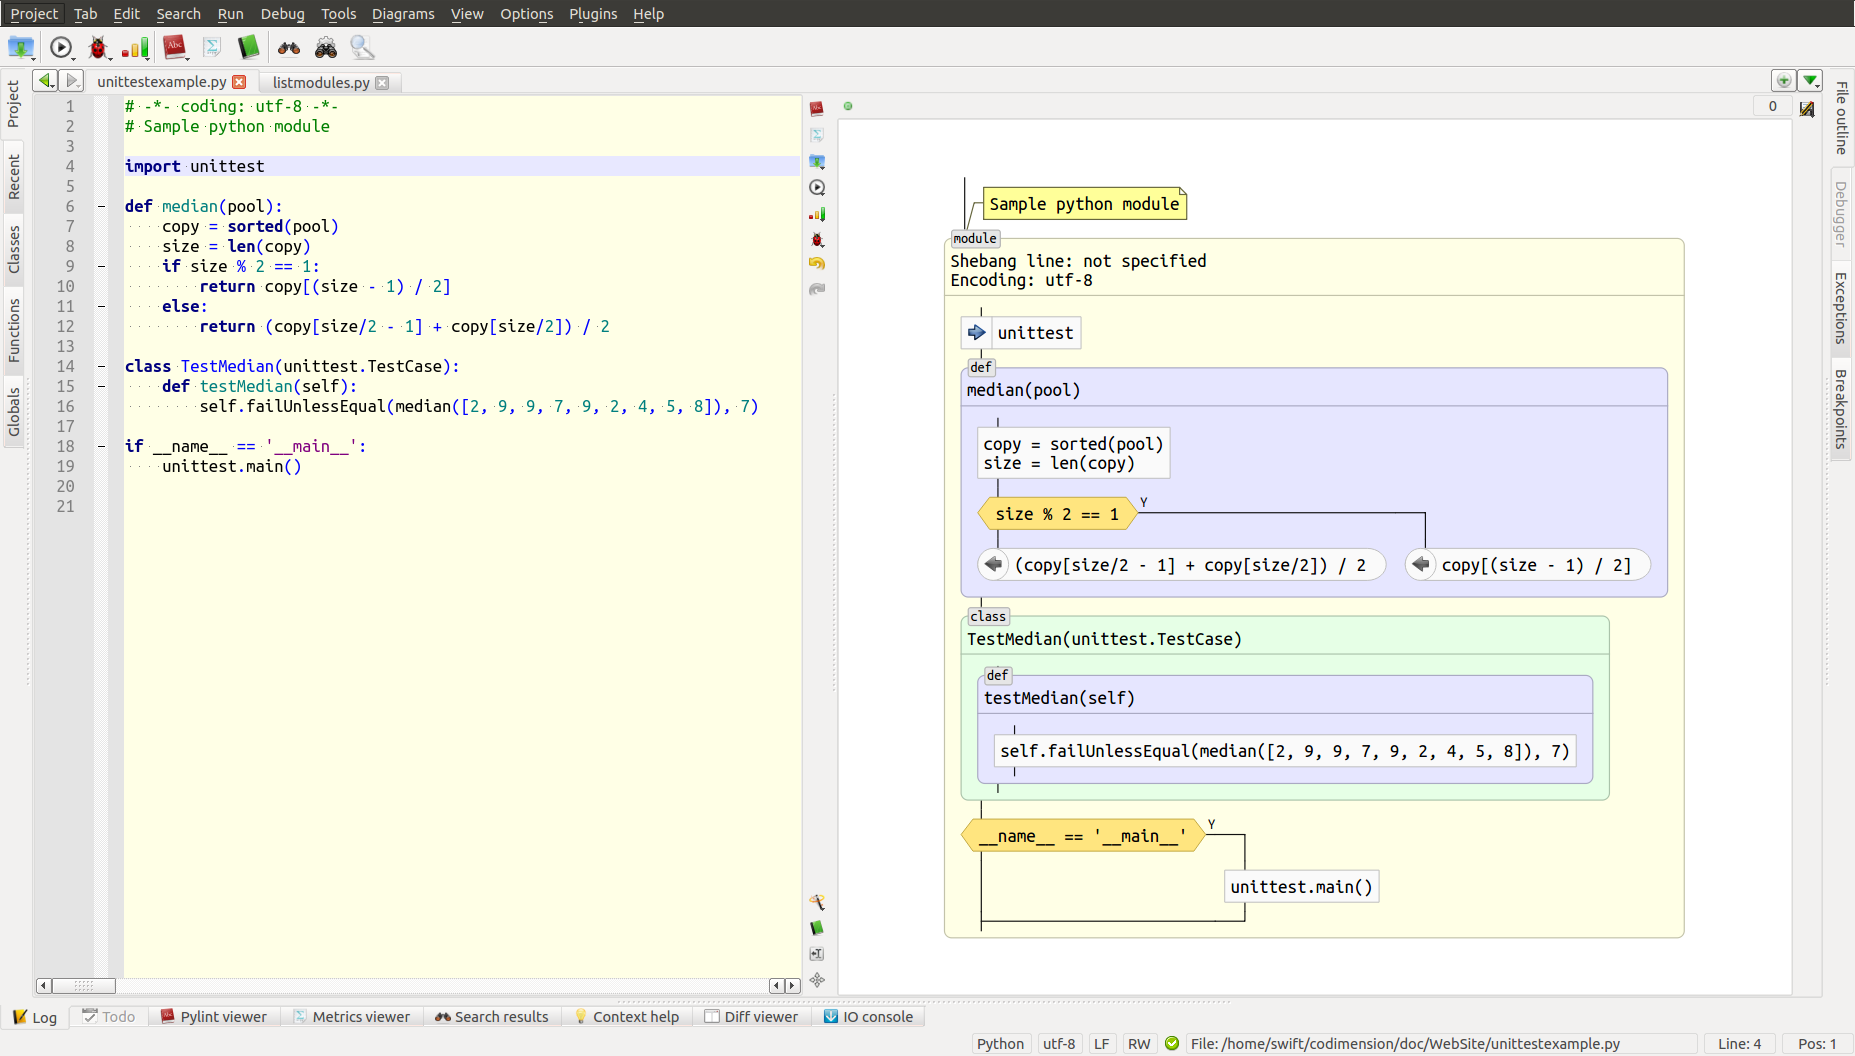 Project Tab Edit Search Run Debug Tools Diagrams View Options Plugins Help
Project
Recent
Classes
Functions
Globals
unittestexample.py
listmodules.py
1 # -*- coding: utf-8 -*-
2 # Sample python module
3
4 import unittest
5
6 def median(pool):
7 copy = sorted(pool)
8 size = len(copy)
9 if size % 2 == 1:
10 return copy[(size - 1) / 2]
11 else:
12 return (copy[size/2 - 1] + copy[size/2]) / 2
13
14 class TestMedian(unittest.TestCase):
15 def testMedian(self):
16 self.failUnlessEqual(median([2, 9, 9, 7, 9, 2, 4, 5, 8]), 7)
17
18 if __name__ == '__main__':
19 unittest.main()
20
21
0
Sample python module
module
Shebang line: not specified
Encoding: utf-8
unittest
def
median(pool)
copy = sorted(pool)
size = len(copy)
size % 2 == 1
Y
(copy[size/2 - 1] + copy[size/2]) / 2
copy[(size - 1) / 2]
class
TestMedian(unittest.TestCase)
def
testMedian(self)
self.failUnlessEqual(median([2, 9, 9, 7, 9, 2, 4, 5, 8]), 7)
__name__ == '__main__'
Y
unittest.main()
File outline
Debugger
Exceptions
Breakpoints
Log Todo Pylint viewer Metrics viewer Search results Context help Diff viewer IO console
Python utf-8 LF RW File: /home/swift/codimension/doc/WebSite/unittestexample.py Line: 4 Pos: 1